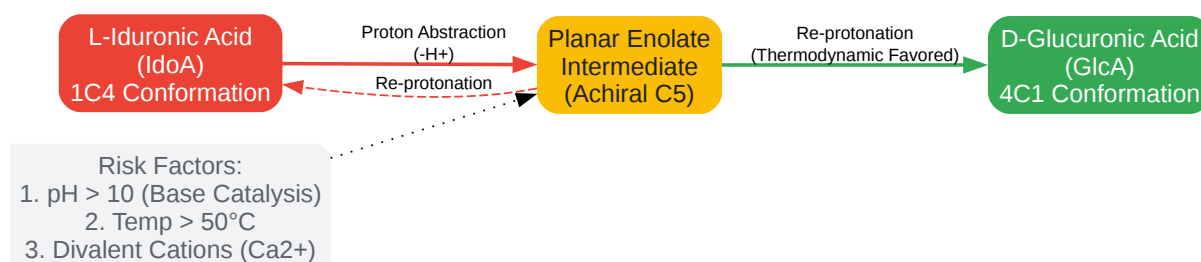 L-Iduronic Acid
(IdoA)
1C4 Conformation
Proton Abstraction
(-H+)
Re-protonation
Planar Enolate
Intermediate
(Achiral C5)
Re-protonation
(Thermodynamic Favored)
D-Glucuronic Acid
(GlcA)
4C1 Conformation
Risk Factors:
1. pH > 10 (Base Catalysis)
2. Temp > 50°C
3. Divalent Cations (Ca2+)